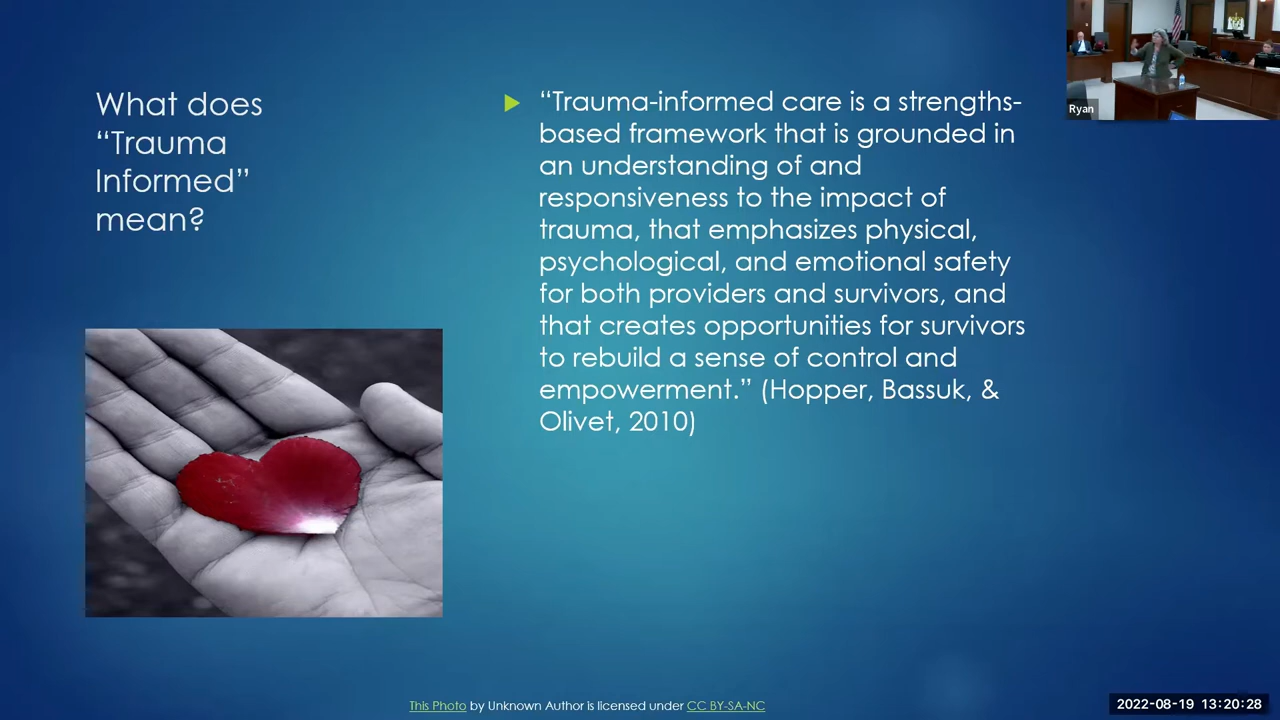 What does
“Trauma
Informed”
mean?
“Trauma-informed care is a strengths-
based framework that is grounded in
an understanding of and
responsiveness to the impact of
trauma, that emphasizes physical,
psychological, and emotional safety
for both providers and survivors, and
that creates opportunities for survivors
to rebuild a sense of control and
empowerment.” (Hopper, Bassuk, &
Olivet, 2010)
Ryan
This Photo by Unknown Author is licensed under CC BY-SA-NC
2022-08-19 13:20:28